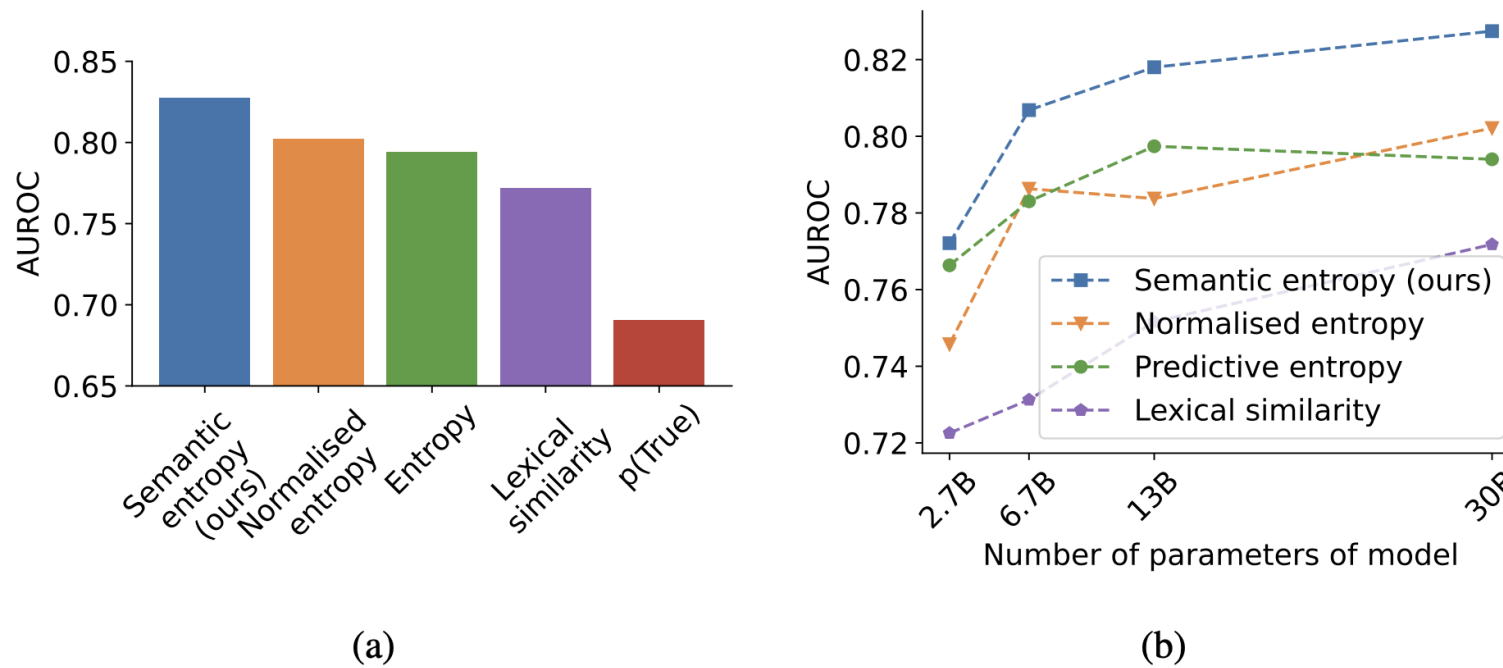 0.85
0.80
0.75
0.70
0.65
AUROC
Semantic
entropy
(ours)
Normalised
entropy
Entropy
Lexical
similarity
p(True)
(a)
0.82
0.80
0.78
0.76
0.74
0.72
AUROC
Semantic entropy (ours)
Normalised entropy
Predictive entropy
Lexical similarity
2.7B
6.7B
13B
30B
Number of parameters of model
(b)